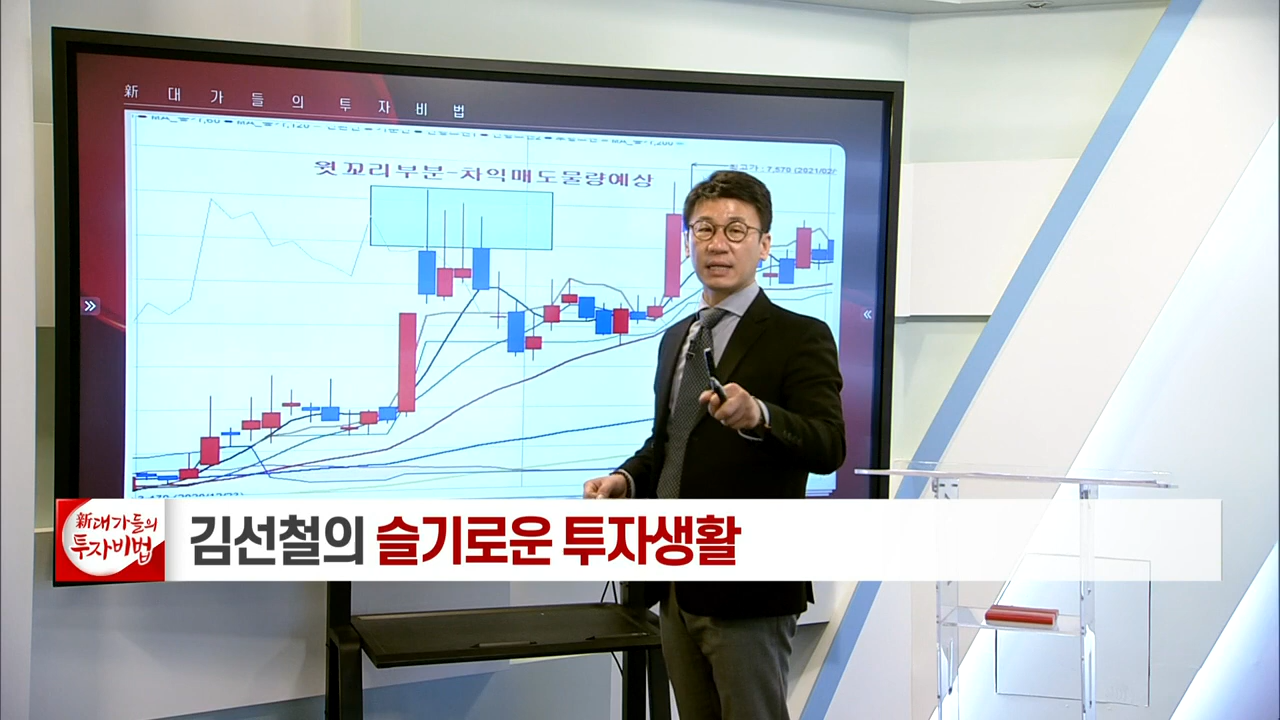 新 대 가 들 의 투 자 비 법
윗꼬리부분-차익매도물량예상
최고가 : 7,570 (2021/02/
新대가들의
투자비법
김선철의 슬기로운 투자생활